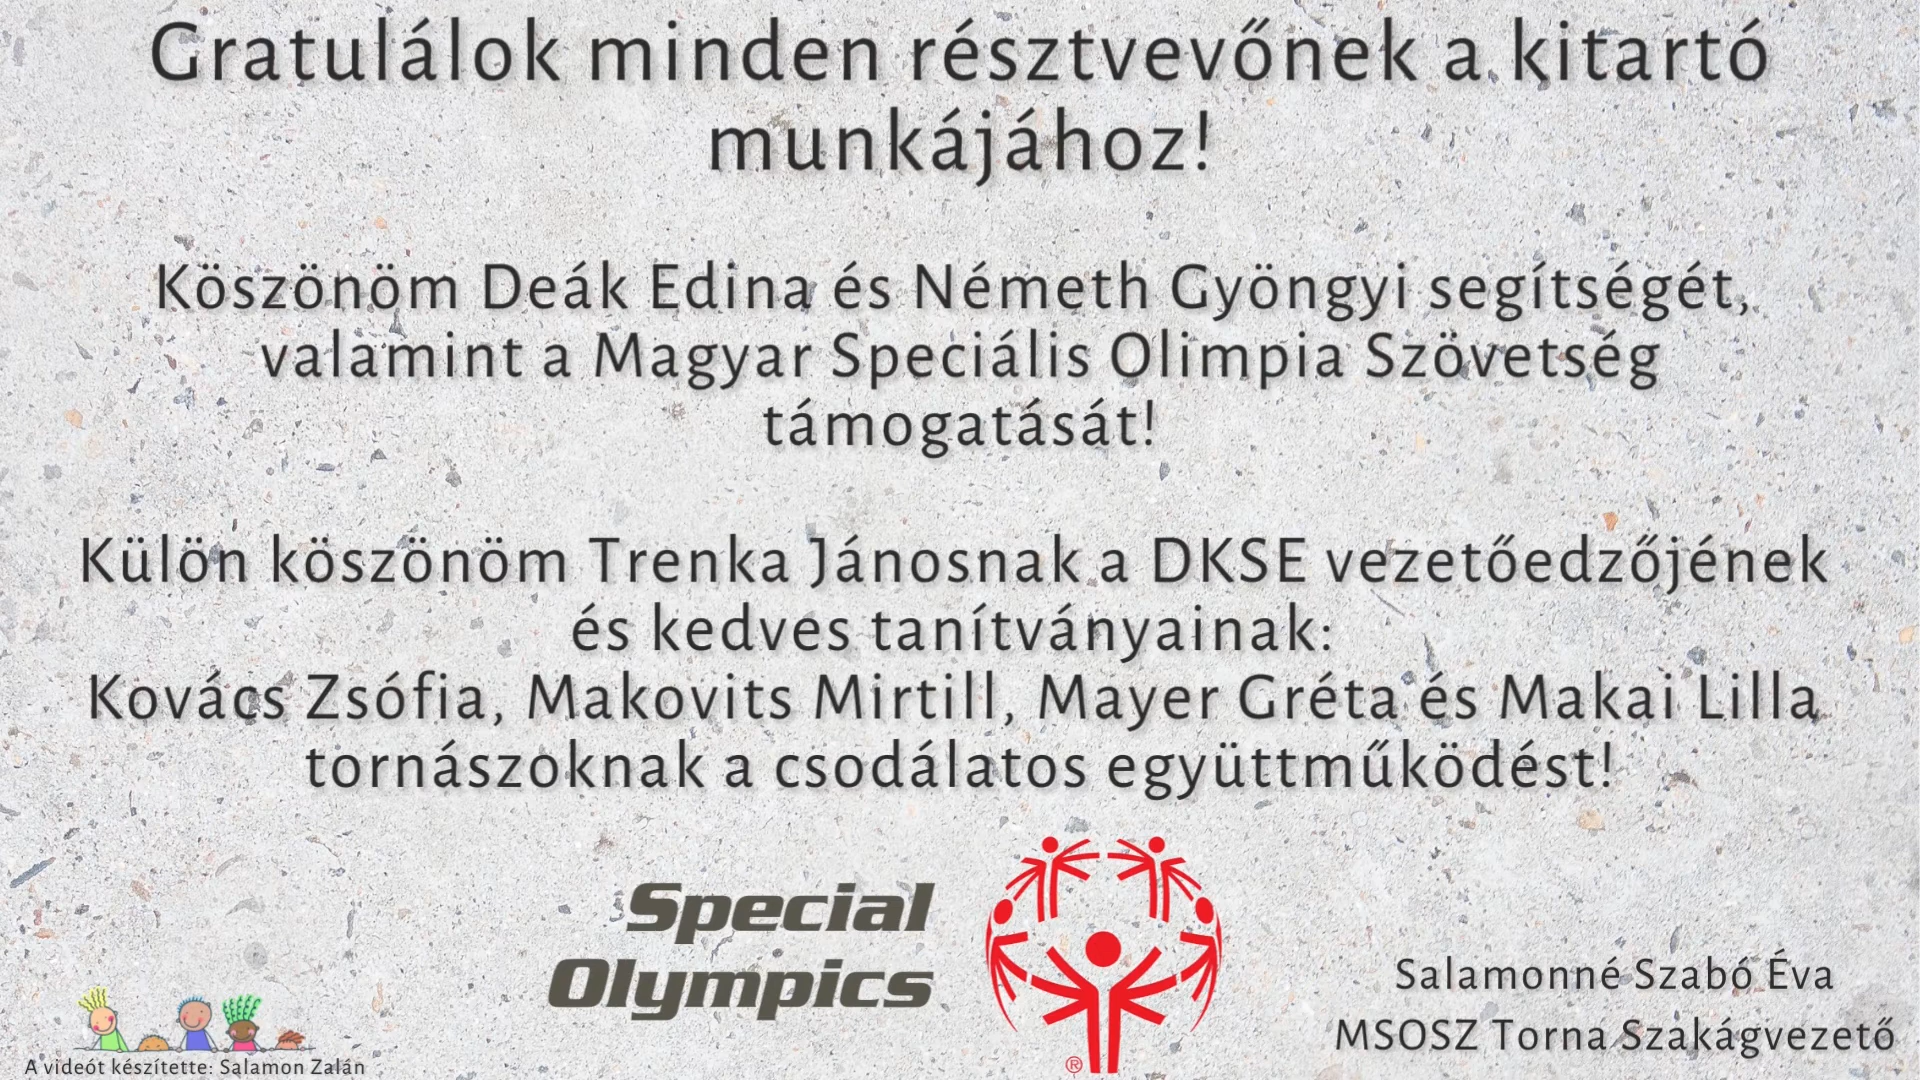 Gratulálok minden résztvevőnek a kitartó
munkájához!
Köszönöm Deák Edina és Németh Gyöngyi segítségét,
valamint a Magyar Speciális Olimpia Szövetség
támogatását!
Külön köszönöm Trenka Jánosnak a DKSE vezetőedzőjének
és kedves tanítványainak:
Kovács Zsófia, Makovits Mirtill, Mayer Gréta és Makai Lilla
tornászoknak a csodálatos együttműködést!
Special
Olympics
®
Salamonné Szabó Éva
MSOSZ Torna Szakágvezető
A videót készítette: Salamon Zalán